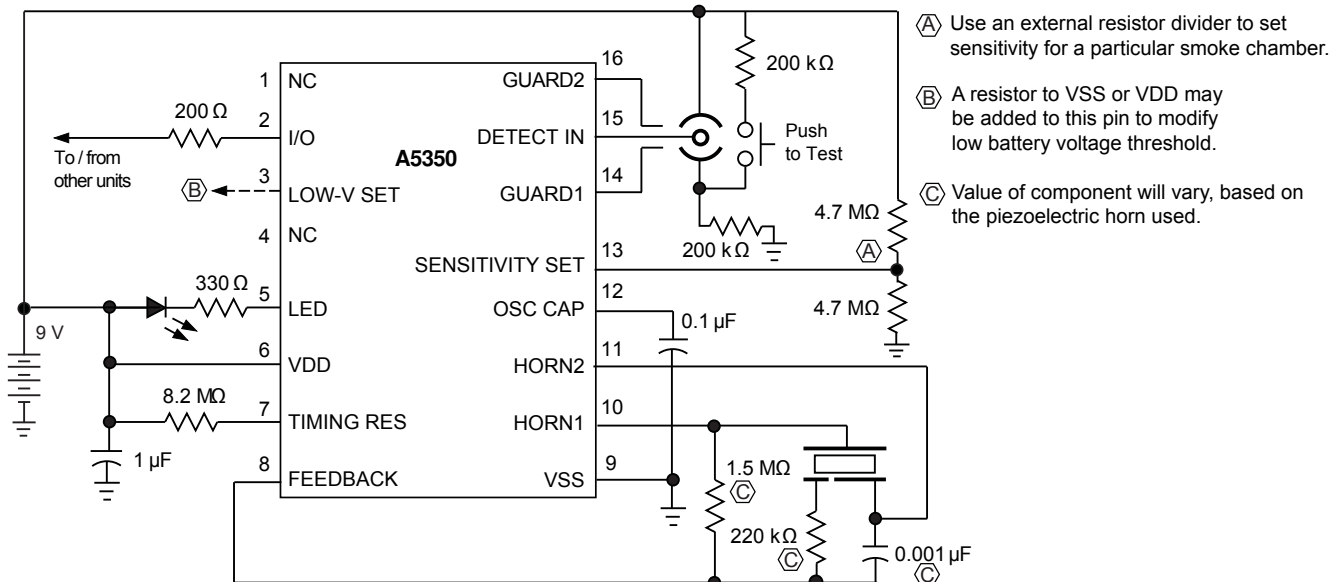 A Use an external resistor divider to set
sensitivity for a particular smoke chamber.
B A resistor to VSS or VDD may
be added to this pin to modify
low battery voltage threshold.
C Value of component will vary, based on
the piezoelectric horn used.
A5350
1 NC
200 Ω
2 I/O
To / from
other units
3 LOW-V SET
B
4 NC
330 Ω
5 LED
9 V
6 VDD
8.2 MΩ
7 TIMING RES
1 µF
8 FEEDBACK
16
GUARD2
15
DETECT IN
14
GUARD1
13
SENSITIVITY SET
12
OSC CAP
11
HORN2
10
HORN1
9
VSS
200 kΩ
Push
to Test
200 kΩ
4.7 MΩ
A
4.7 MΩ
0.1 µF
1.5 MΩ
C
220 kΩ
C
0.001 µF
C